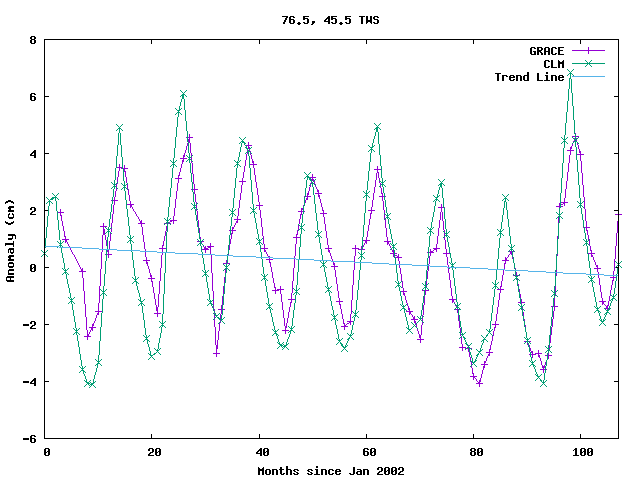 76.5, 45.5 TWS
GRACE
CLM
Trend Line
Anomaly (cm)
8
6
4
2
0
-2
-4
-6
0 20 40 60 80 100
Months since Jan 2002